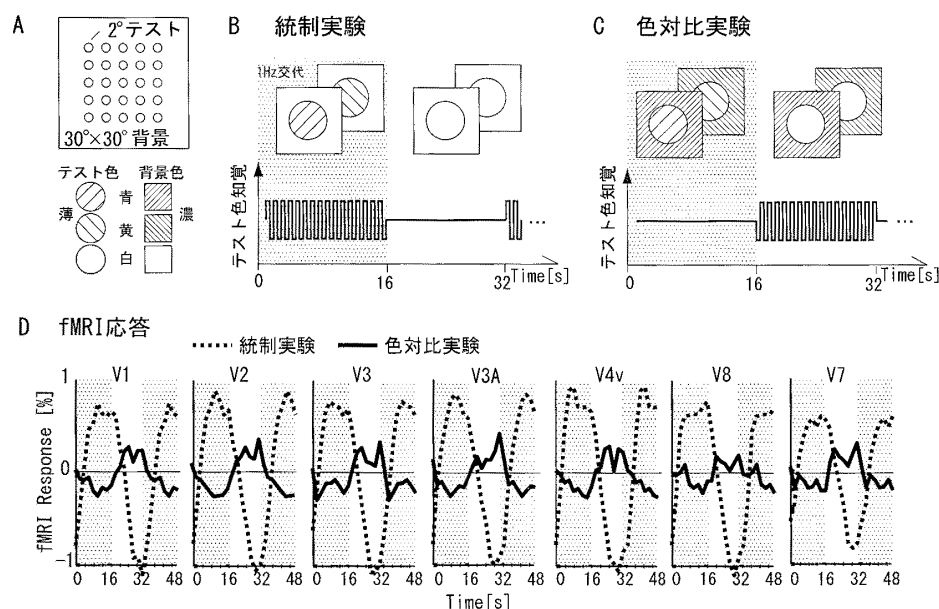 A
2°テスト
30°×30°背景
テスト色 背景色
薄 青 濃
黄
白
B 統制実験
1Hz交代
テスト色知覚
0 16 32 Time[s]
...
C 色対比実験
テスト色知覚
0 16 32 Time[s]
...
D fMRI応答
統制実験 色対比実験
V1 V2 V3 V3A V4v V8 V7
fMRI Response [%]
1
0
-1
0 16 32 48 0 16 32 48 0 16 32 48 0 16 32 48 0 16 32 48 0 16 32 48 0 16 32 48
Time[s]